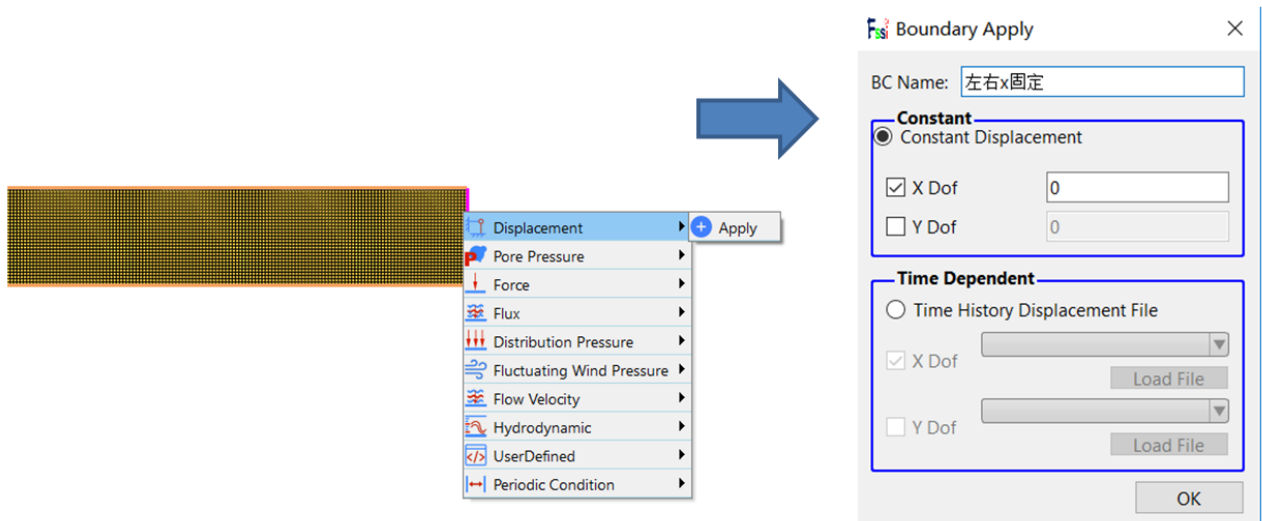 Displacement
Apply
Pore Pressure
Force
Flux
Distribution Pressure
Fluctuating Wind Pressure
Flow Velocity
Hydrodynamic
UserDefined
Periodic Condition
Fssi Boundary Apply
BC Name: 左右x固定
Constant
Constant Displacement
X Dof 0
Y Dof 0
Time Dependent
Time History Displacement File
X Dof
Load File
Y Dof
Load File
OK